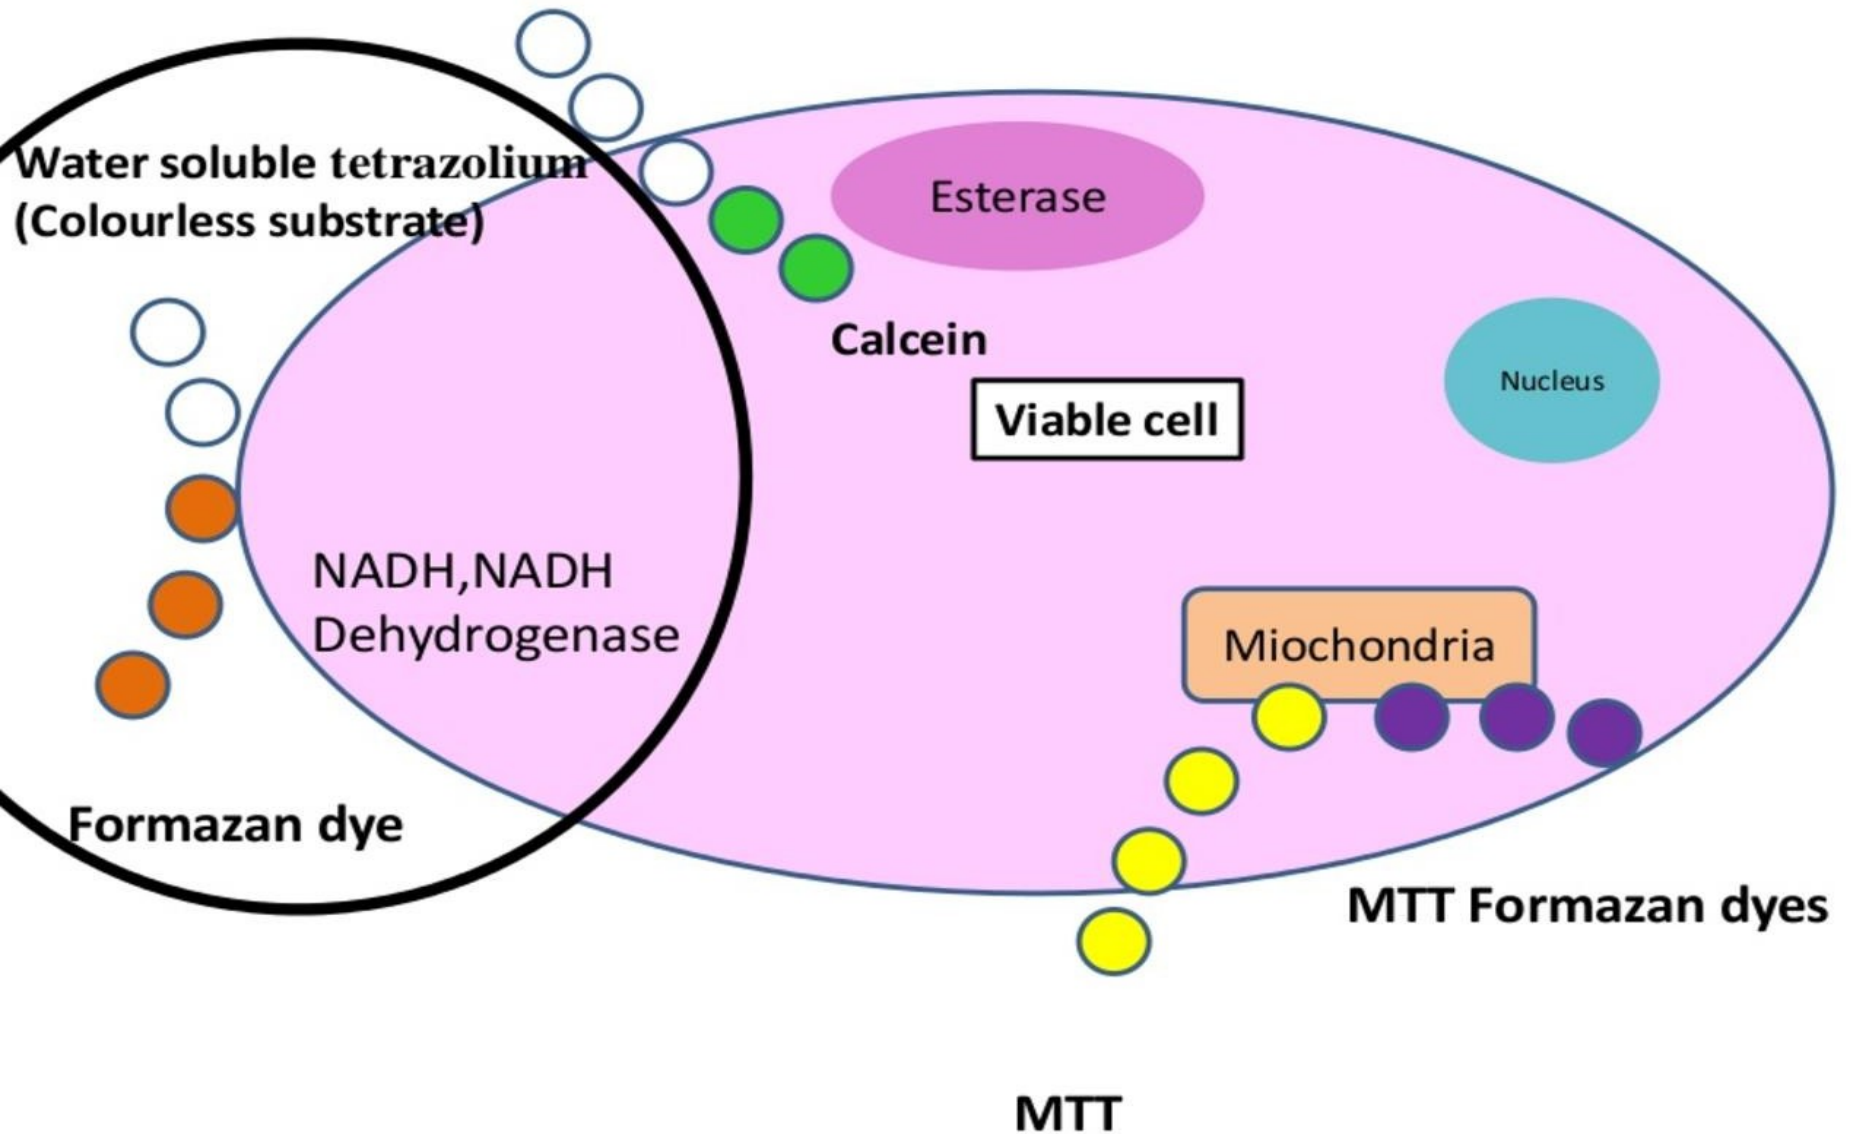 Water soluble tetrazolium
(Colourless substrate)
Esterase
Calcein
Nucleus
Viable cell
NADH,NADH
Dehydrogenase
Miochondria
Formazan dye
MTT Formazan dyes
MTT